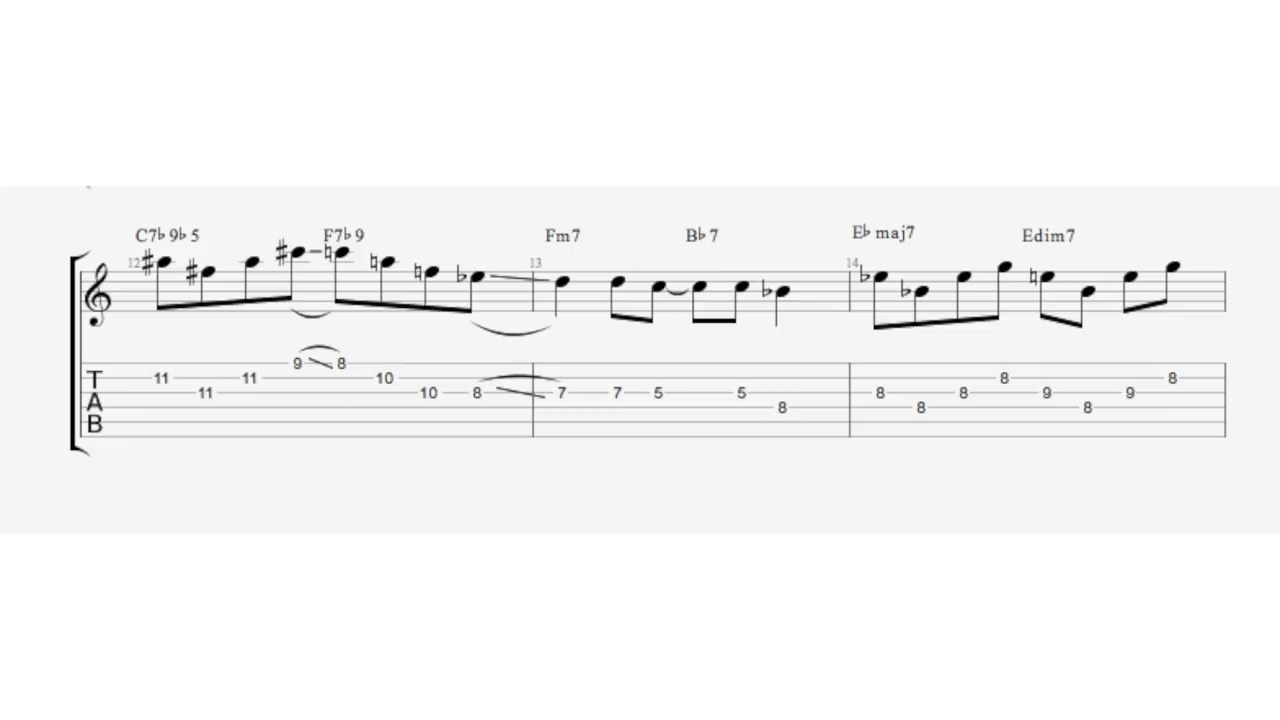 C7♭9♭5 F7♭9 Fm7 B♭7 E♭maj7 Edim7
12 13 14
9 8
T 11 11 10 8
A 11 10 8 7 7 5 5 8 8 9 9
8 8 8
B